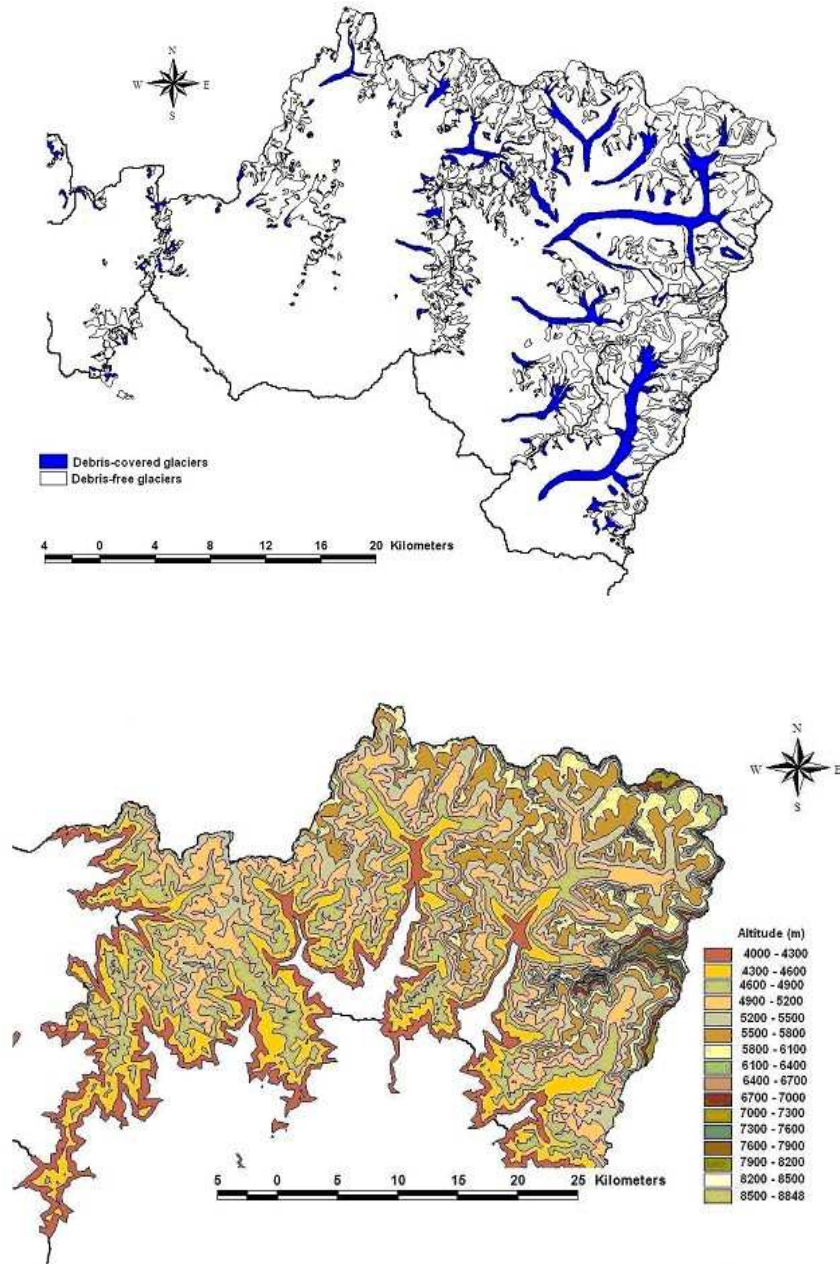 N
W E
S
Debris-covered glaciers
Debris-free glaciers
4 0 4 8 12 16 20 Kilometers
N
W E
S
Altitude (m)
4000 - 4300
4300 - 4600
4600 - 4900
4900 - 5200
5200 - 5500
5500 - 5800
5800 - 6100
6100 - 6400
6400 - 6700
6700 - 7000
7000 - 7300
7300 - 7600
7600 - 7900
7900 - 8200
8200 - 8500
8500 - 8848
5 0 5 10 15 20 25 Kilometers